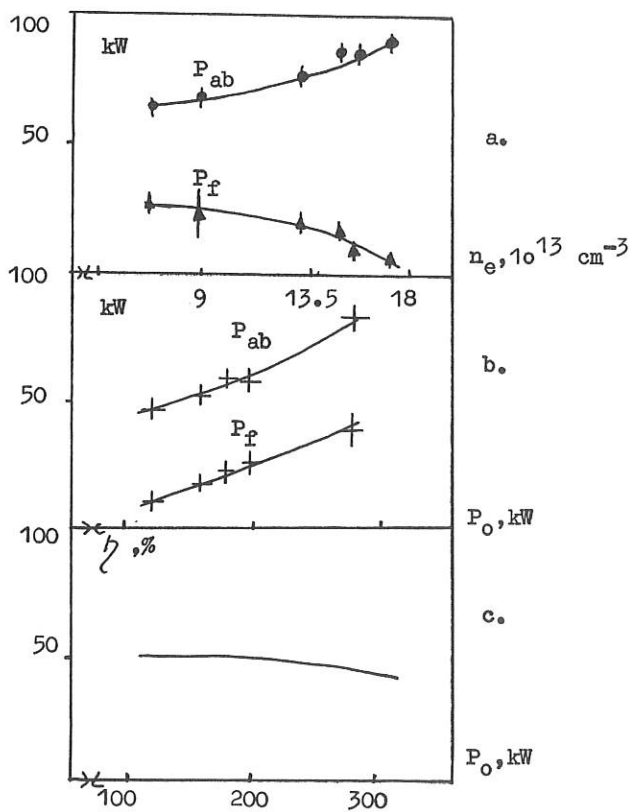 100
kW
P_ab
50
a.
P_f
n_e, 10^13 cm^-3
100
9
13.5
18
kW
P_ab
b.
50
P_f
P_o, kW
100
η, %
c.
50
P_o, kW
100
200
300